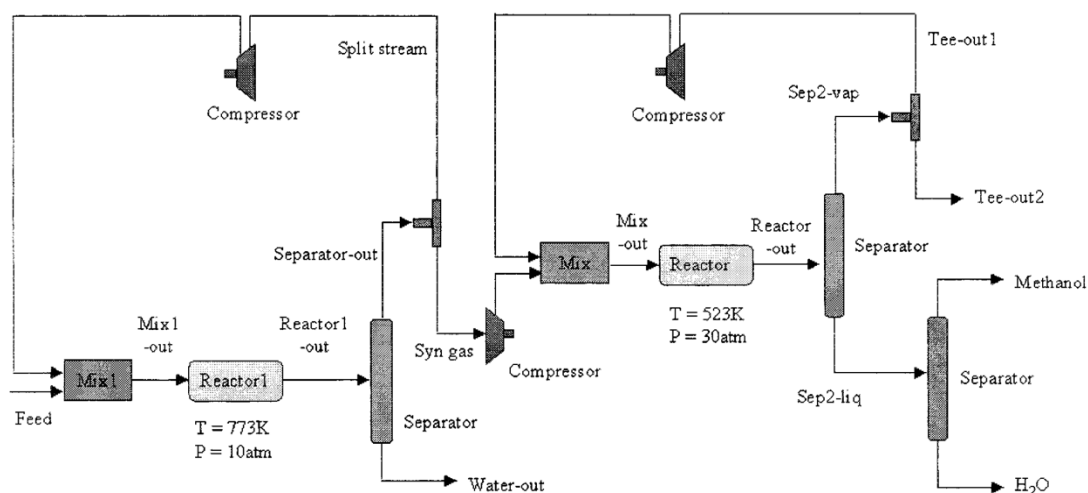 Split stream
Tee-out1
Sep2-vap
Compressor
Compressor
Tee-out2
Mix
-out
Reactor
-out
Separator-out
Mix
Reactor
Separator
Methanol
T = 523K
P = 30atm
Mix1
-out
Reactor1
-out
Syn gas
Compressor
Mix1
Reactor1
Separator
Sep2-liq
Separator
Feed
T = 773K
P = 10atm
Water-out
H₂O